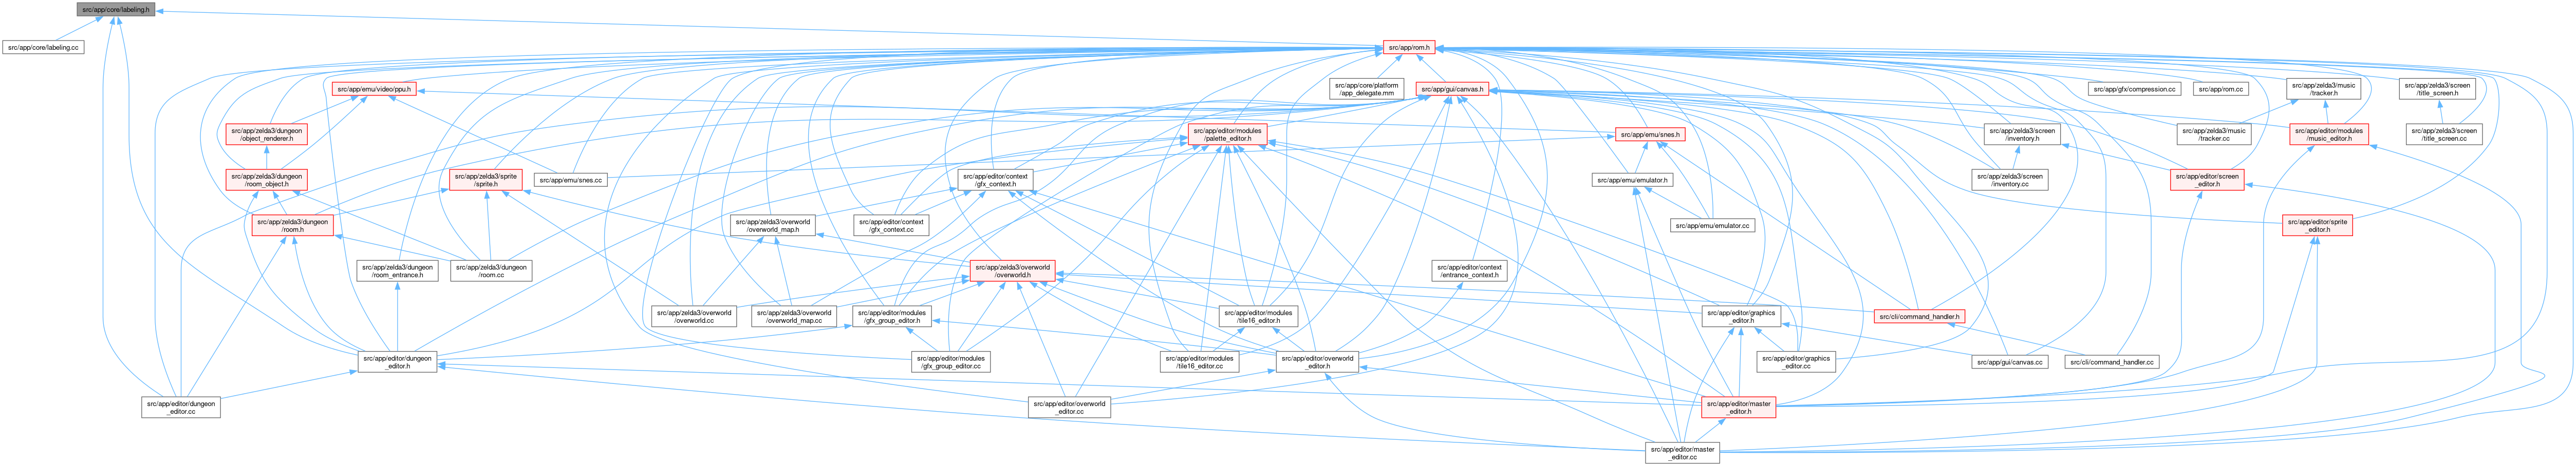 src/app/core/labeling.h
src/app/core/labeling.cc
src/app/rom.h
src/app/emu/video/ppu.h
src/app/core/platform
/app_delegate.mm
src/app/gui/canvas.h
src/app/gfx/compression.cc
src/app/rom.cc
src/app/zelda3/music
/tracker.h
src/app/zelda3/screen
/title_screen.h
src/app/zelda3/dungeon
/object_renderer.h
src/app/editor/modules
/palette_editor.h
src/app/emu/snes.h
src/app/zelda3/screen
/inventory.h
src/app/zelda3/music
/tracker.cc
src/app/editor/modules
/music_editor.h
src/app/zelda3/screen
/title_screen.cc
src/app/zelda3/dungeon
/room_object.h
src/app/zelda3/sprite
/sprite.h
src/app/emu/snes.cc
src/app/editor/context
/gfx_context.h
src/app/emu/emulator.h
src/app/zelda3/screen
/inventory.cc
src/app/editor/screen
_editor.h
src/app/zelda3/dungeon
/room.h
src/app/zelda3/overworld
/overworld_map.h
src/app/editor/context
/gfx_context.cc
src/app/emu/emulator.cc
src/app/editor/sprite
_editor.h
src/app/zelda3/dungeon
/room_entrance.h
src/app/zelda3/dungeon
/room.cc
src/app/zelda3/overworld
/overworld.h
src/app/editor/context
/entrance_context.h
src/app/zelda3/overworld
/overworld.cc
src/app/zelda3/overworld
/overworld_map.cc
src/app/editor/modules
/gfx_group_editor.h
src/app/editor/modules
/tile16_editor.h
src/app/editor/graphics
_editor.h
src/cli/command_handler.h
src/app/editor/dungeon
_editor.h
src/app/editor/modules
/gfx_group_editor.cc
src/app/editor/modules
/tile16_editor.cc
src/app/editor/overworld
_editor.h
src/app/editor/graphics
_editor.cc
src/app/gui/canvas.cc
src/cli/command_handler.cc
src/app/editor/dungeon
_editor.cc
src/app/editor/overworld
_editor.cc
src/app/editor/master
_editor.h
src/app/editor/master
_editor.cc